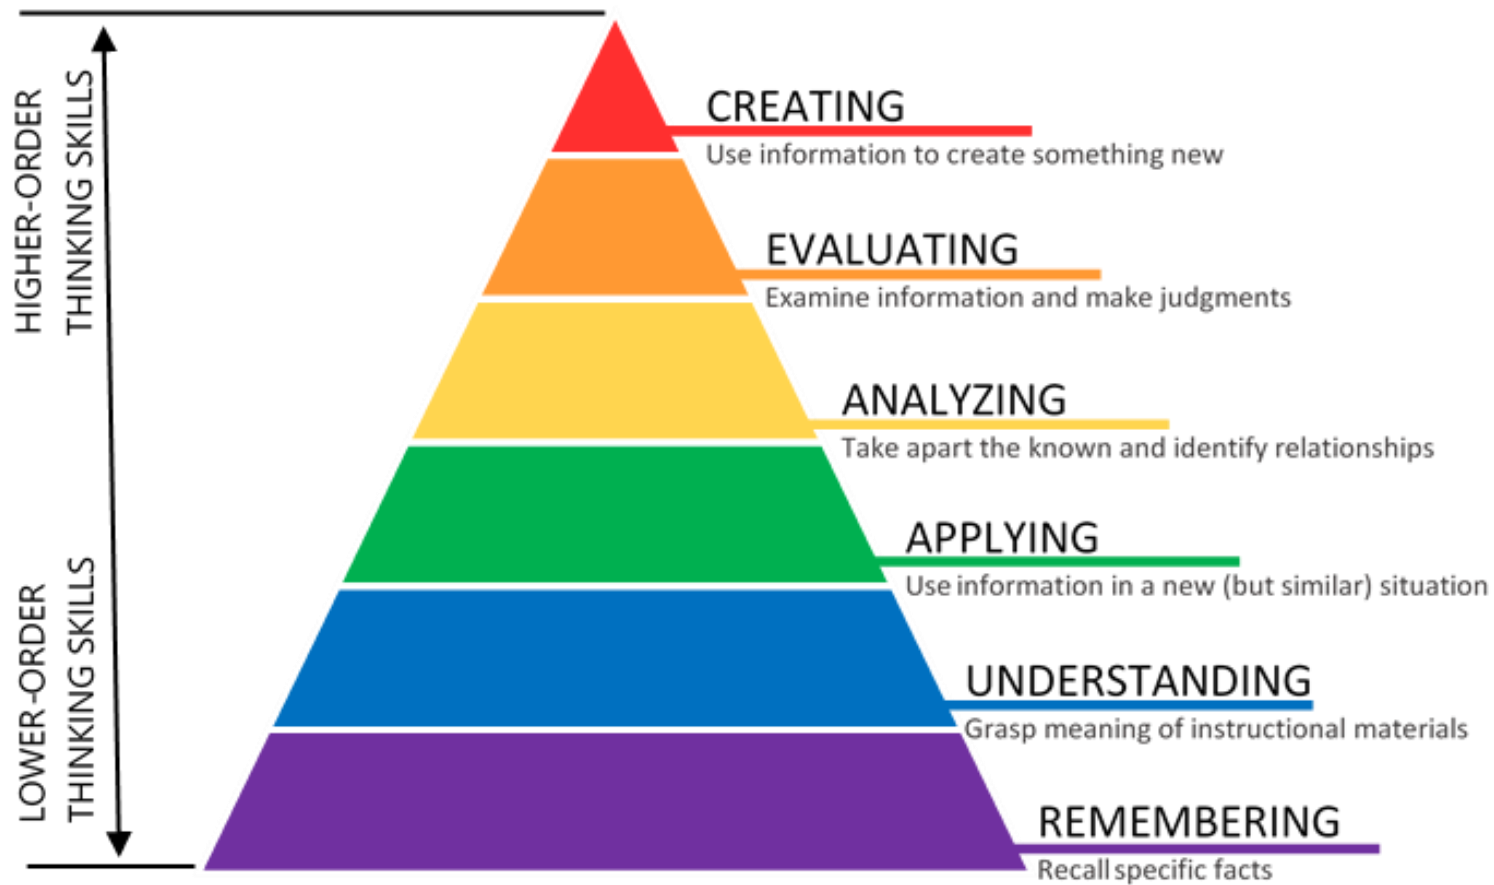 HIGHER-ORDER
THINKING SKILLS
LOWER-ORDER
THINKING SKILLS
CREATING
Use information to create something new
EVALUATING
Examine information and make judgments
ANALYZING
Take apart the known and identify relationships
APPLYING
Use information in a new (but similar) situation
UNDERSTANDING
Grasp meaning of instructional materials
REMEMBERING
Recall specific facts